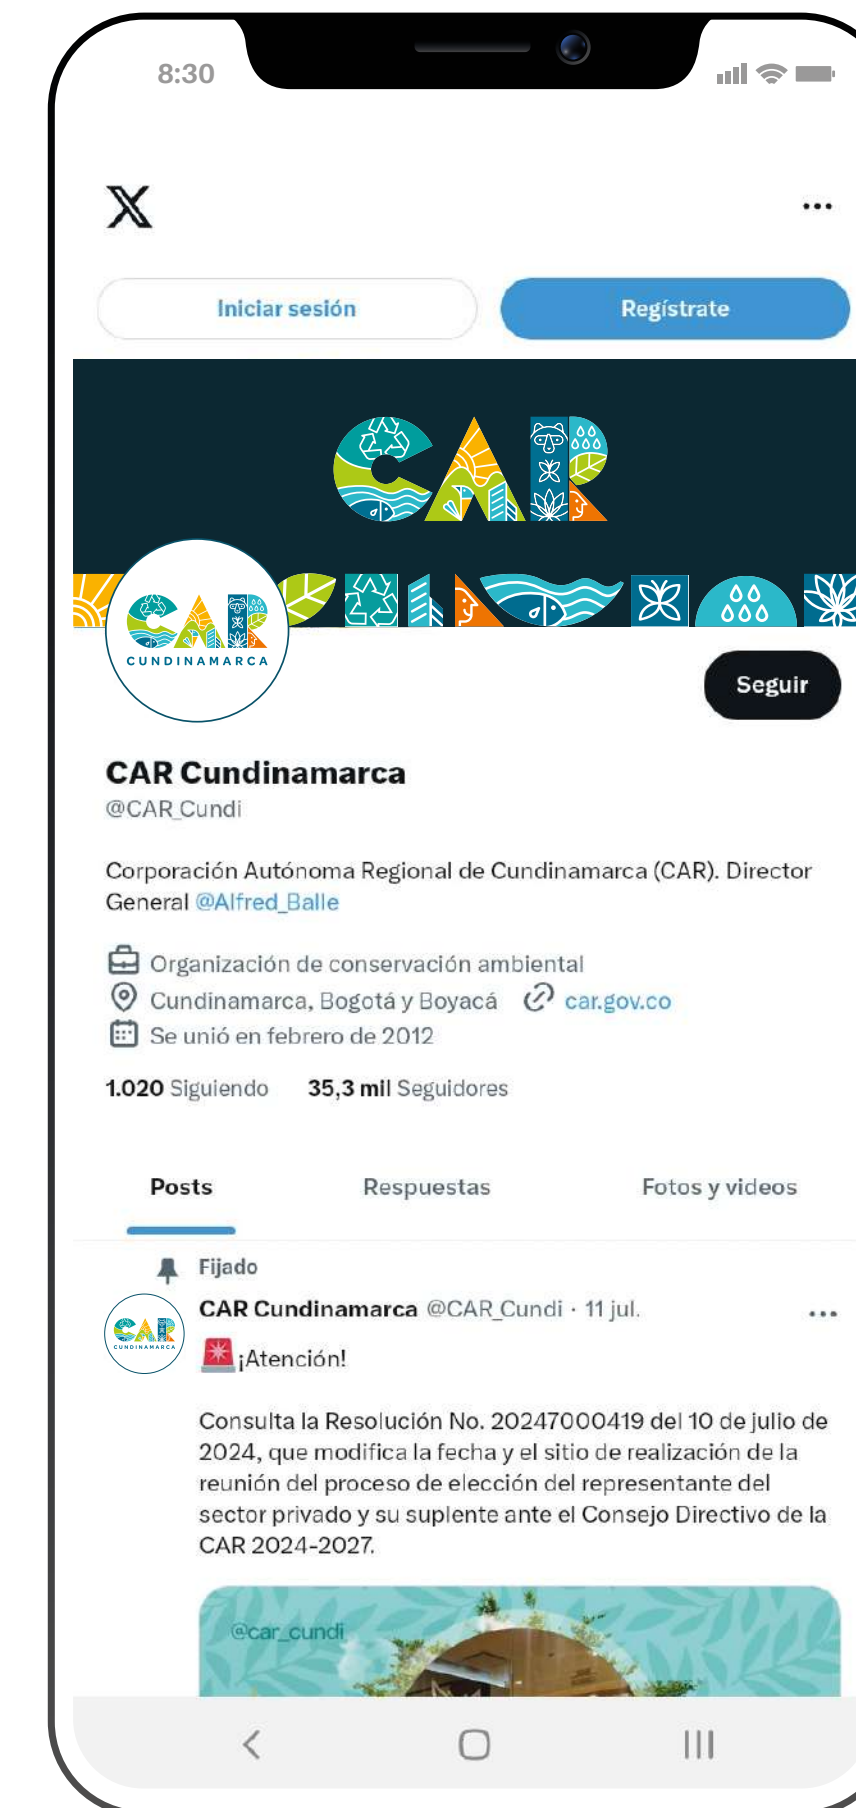 8:30
Iniciar sesión
Regístrate
CAR
CAR
CUNDINAMARCA
Seguir
CAR Cundinamarca
@CAR_Cundi
Corporación Autónoma Regional de Cundinamarca (CAR). Director
General @Alfred_Balle
Organización de conservación ambiental
Cundinamarca, Bogotá y Boyacá car.gov.co
Se unió en febrero de 2012
1.020 Siguiendo 35,3 mil Seguidores
Posts Respuestas Fotos y videos
Fijado
CAR Cundinamarca @CAR_Cundi · 11 jul.
CAR
CUNDINAMARCA
¡Atención!
Consulta la Resolución No. 20247000419 del 10 de julio de
2024, que modifica la fecha y el sitio de realización de la
reunión del proceso de elección del representante del
sector privado y su suplente ante el Consejo Directivo de la
CAR 2024-2027.
@car_cundi